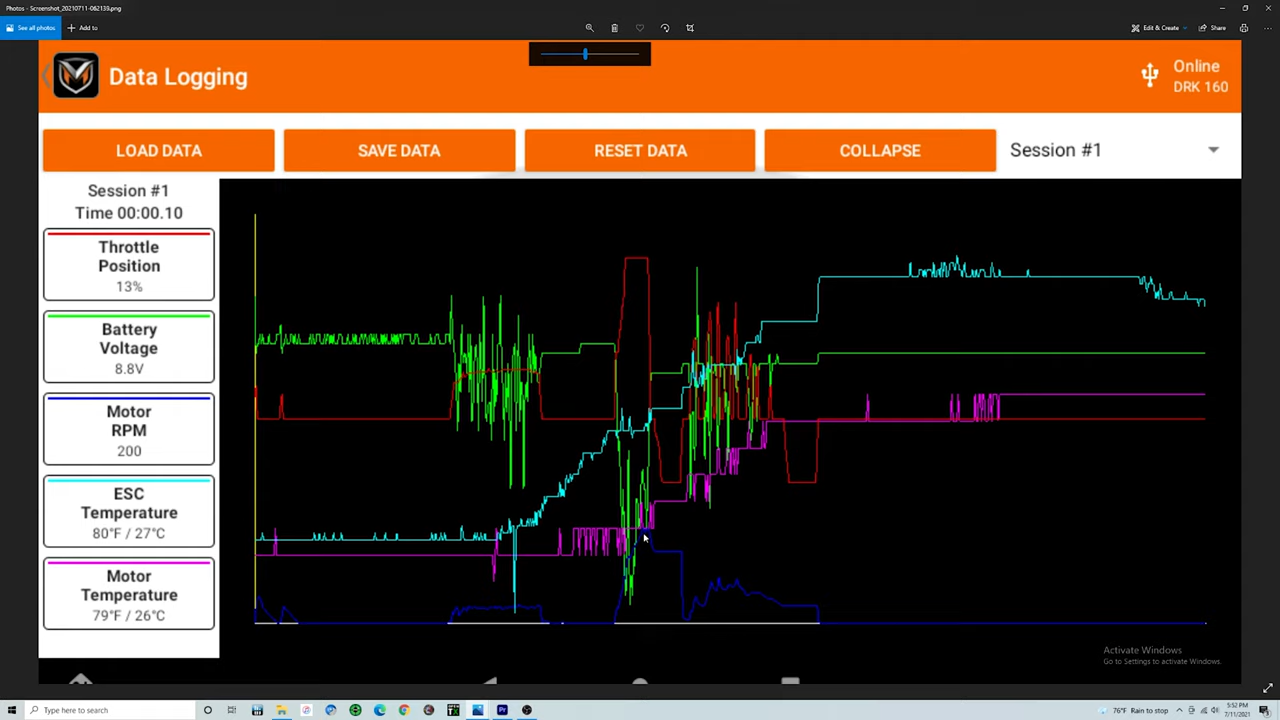 Photos - Screenshot_20210711-062139.png
See all photos
Add to
Edit & Create
Share
Data Logging
Online
DRK 160
LOAD DATA
SAVE DATA
RESET DATA
COLLAPSE
Session #1
Session #1
Time 00:00.10
Throttle
Position
13%
Battery
Voltage
8.8V
Motor
RPM
200
ESC
Temperature
80°F / 27°C
Motor
Temperature
79°F / 26°C
Activate Windows
Go to Settings to activate Windows.
Type here to search
76°F Rain to stop
5:52 PM
7/11/2021